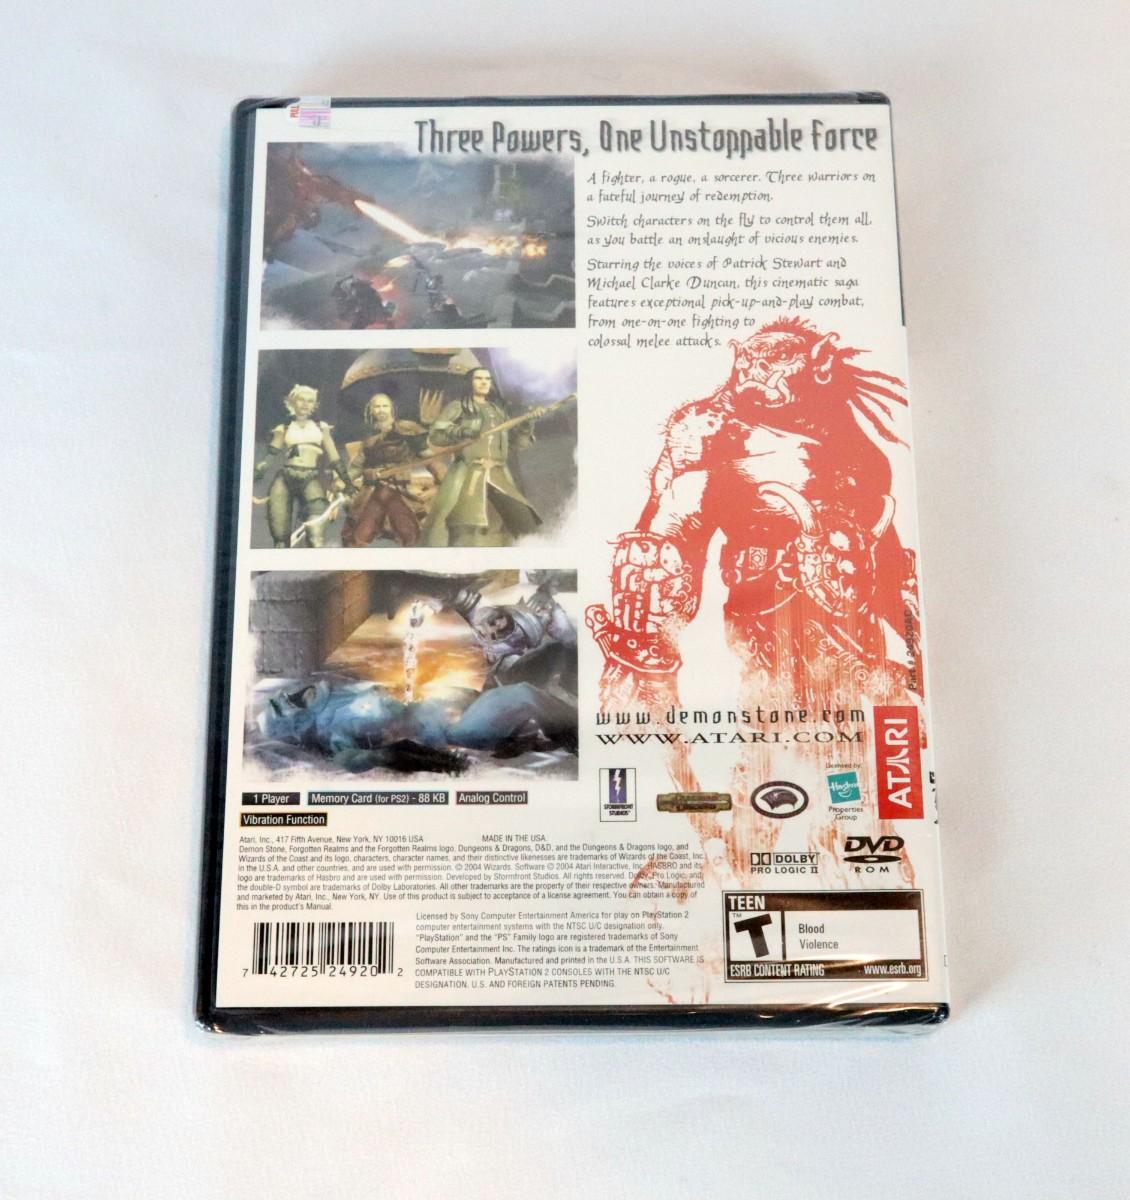 PULL
Three Powers, One Unstoppable Force
A fighter, a rogue, a sorcerer. Three warriors on
a fateful journey of redemption.
Switch characters on the fly to control them all,
as you battle an onslaught of vicious enemies.
Starring the voices of Patrick Stewart and
Michael Clarke Duncan, this cinematic saga
features exceptional pick-up-and-play combat,
from one-on-one fighting to
colossal melee attacks.
Part # 24920AEP
www.demonstone.com
WWW.ATARI.COM
ATARI
STORMFRONT
STUDIOS
Licensed by:
Hasbro
Properties
Group
1 Player
Memory Card (for PS2) - 88 KB
Analog Control
Vibration Function
Atari, Inc., 417 Fifth Avenue, New York, NY 10016 USA MADE IN THE USA.
Demon Stone, Forgotten Realms and the Forgotten Realms logo, Dungeons & Dragons, D&D, and the Dungeons & Dragons logo, and
Wizards of the Coast and its logo, characters, character names, and their distinctive likenesses are trademarks of Wizards of the Coast, Inc.
in the U.S.A. and other countries, and are used with permission. © 2004 Wizards. Software © 2004 Atari Interactive, Inc. HASBRO and its
logo are trademarks of Hasbro and are used with permission. Developed by Stormfront Studios. All rights reserved. Dolby, Pro Logic, and
the double-D symbol are trademarks of Dolby Laboratories. All other trademarks are the property of their respective owners. Manufactured
and marketed by Atari, Inc., New York, NY. Use of this product is subject to acceptance of a license agreement. You can obtain a copy of
this in the product's Manual.
Licensed by Sony Computer Entertainment America for play on PlayStation 2
computer entertainment systems with the NTSC U/C designation only.
"PlayStation" and the "PS" Family logo are registered trademarks of Sony
Computer Entertainment Inc. The ratings icon is a trademark of the Entertainment
Software Association. Manufactured and printed in the U.S.A. THIS SOFTWARE IS
COMPATIBLE WITH PLAYSTATION 2 CONSOLES WITH THE NTSC U/C
DESIGNATION. U.S. AND FOREIGN PATENTS PENDING.
7 42725 24920 2
DOLBY
PRO LOGIC II
DVD
ROM
TEEN
T
TM
Blood
Violence
ESRB CONTENT RATING www.esrb.org